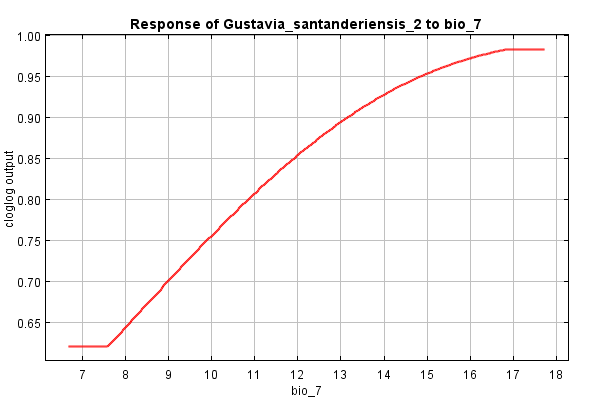 Response of Gustavia_santanderiensis_2 to bio_7
1.00
0.95
0.90
0.85
0.80
0.75
0.70
0.65
cloglog output
7 8 9 10 11 12 13 14 15 16 17 18
bio_7